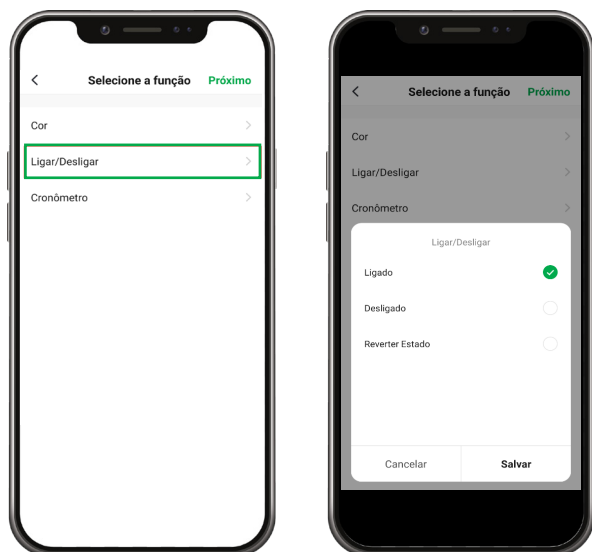 Selecione a função Próximo
Cor
Ligar/Desligar
Cronômetro
Selecione a função Próximo
Cor
Ligar/Desligar
Cronômetro
Ligar/Desligar
Ligado
Desligado
Reverter Estado
Cancelar Salvar